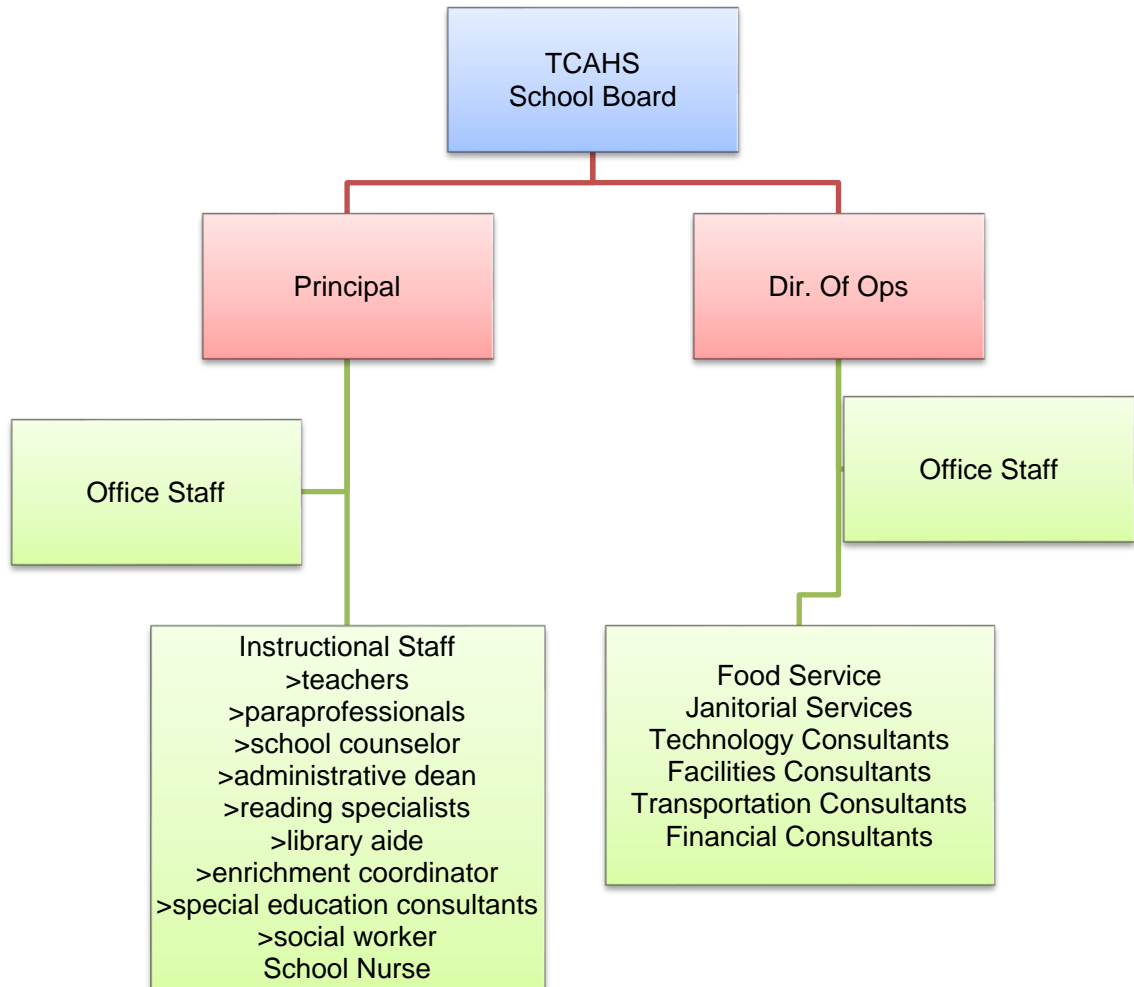 TCAHS
School Board
Principal
Dir. Of Ops
Office Staff
Office Staff
Instructional Staff
>teachers
>paraprofessionals
>school counselor
>administrative dean
>reading specialists
>library aide
>enrichment coordinator
>special education consultants
>social worker
School Nurse
Food Service
Janitorial Services
Technology Consultants
Facilities Consultants
Transportation Consultants
Financial Consultants